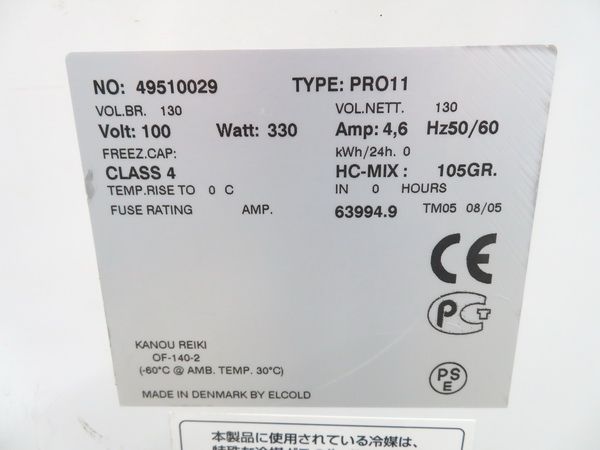 NO: 49510029 TYPE: PRO11
VOL.BR. 130 VOL.NETT. 130
Volt: 100 Watt: 330 Amp: 4,6 Hz50/60
FREEZ.CAP: kWh/24h. 0
CLASS 4 HC-MIX : 105GR.
TEMP.RISE TO 0 C IN 0 HOURS
FUSE RATING AMP. 63994.9 TM05 08/05
CE
PCT
PS
E
KANOU REIKI
OF-140-2
(-60°C @ AMB. TEMP. 30°C)
MADE IN DENMARK BY ELCOLD
本製品に使用されている冷媒は、